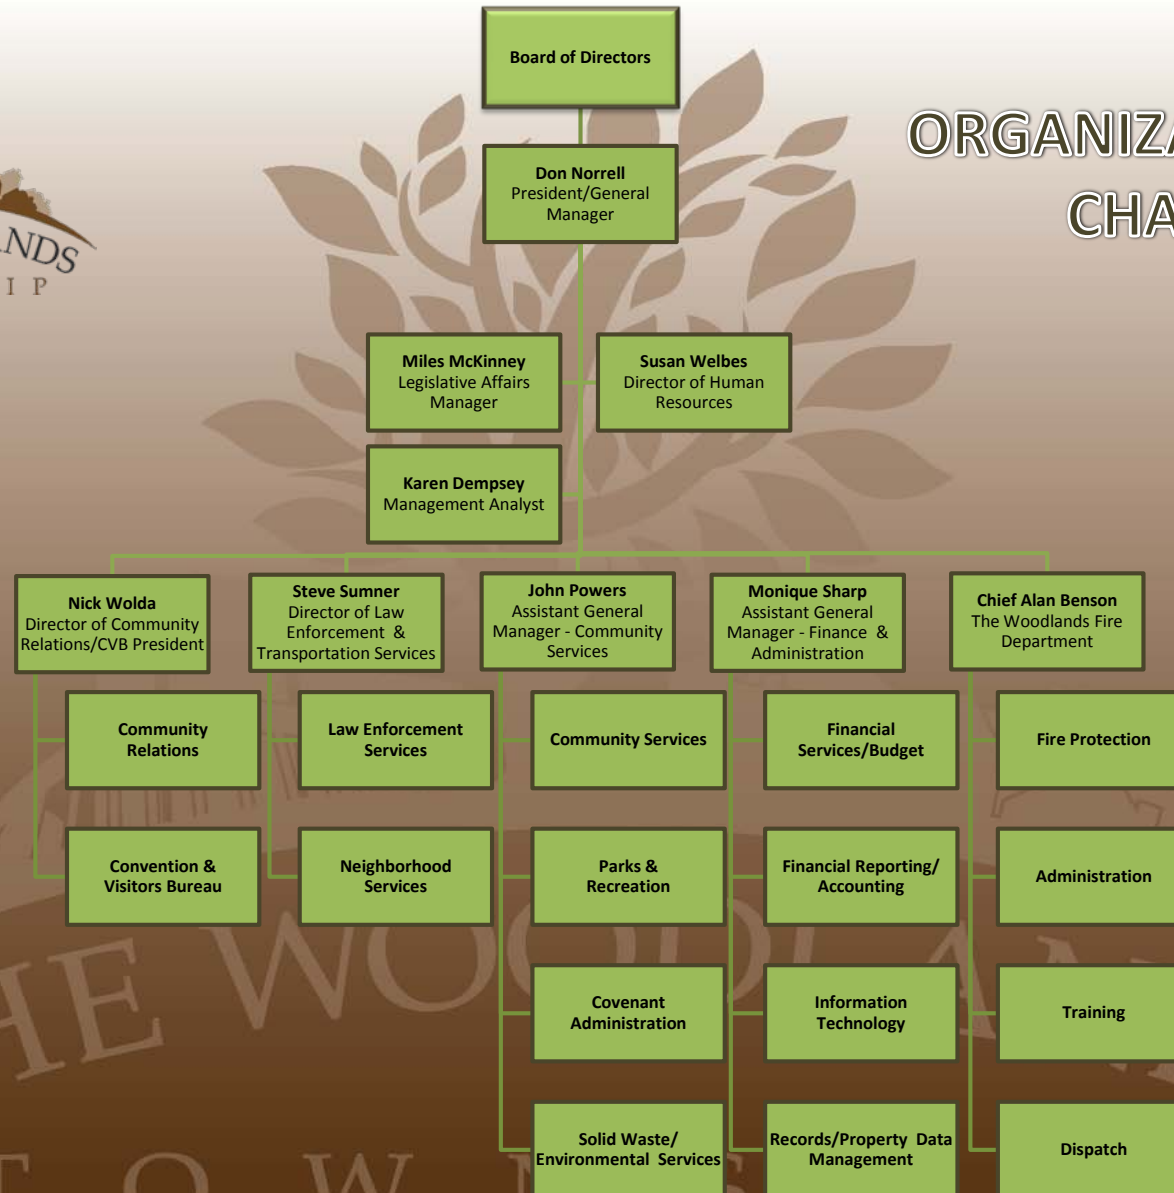 Board of Directors
ORGANIZA
CHA
Don Norrell
President/General
Manager
NDS
I P
Miles McKinney
Legislative Affairs
Manager
Susan Welbes
Director of Human
Resources
Karen Dempsey
Management Analyst
Nick Wolda
Director of Community
Relations/CVB President
Steve Sumner
Director of Law
Enforcement &
Transportation Services
John Powers
Assistant General
Manager - Community
Services
Monique Sharp
Assistant General
Manager - Finance &
Administration
Chief Alan Benson
The Woodlands Fire
Department
Community
Relations
Law Enforcement
Services
Community Services
Financial
Services/Budget
Fire Protection
Convention &
Visitors Bureau
Neighborhood
Services
Parks &
Recreation
Financial Reporting/
Accounting
Administration
Covenant
Administration
Information
Technology
Training
Solid Waste/
Environmental Services
Records/Property Data
Management
Dispatch
HE WOODLAN
T O W N S